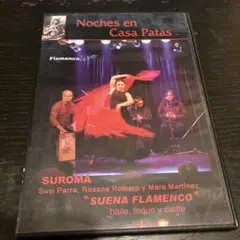 Noches en
Casa Patas
Flamenco
SUROMA
Susi Parra, Rosana Romero y Mara Martínez
"SUENA FLAMENCO"
baile, toque y cante